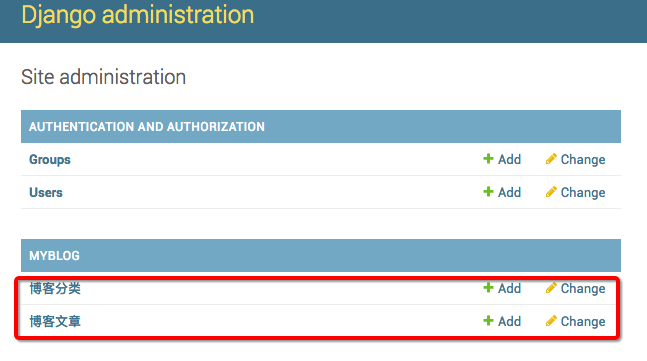 Django administration
Site administration
AUTHENTICATION AND AUTHORIZATION
Groups Add Change
Users Add Change
MYBLOG
博客分类 Add Change
博客文章 Add Change